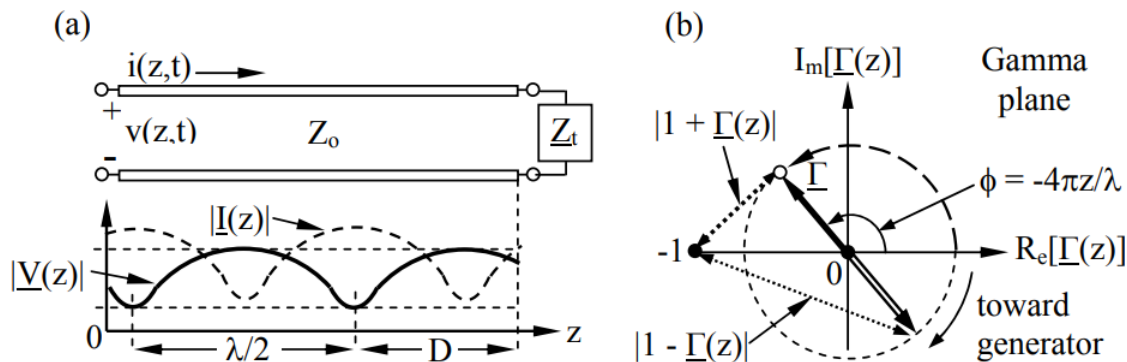 (a)
i(z,t)
+
v(z,t)
-
Zo
Zt
|I(z)|
|V(z)|
0
λ/2
D
z
(b)
Im[Γ(z)]
Gamma
plane
|1 + Γ(z)|
Γ
ϕ = -4πz/λ
-1
0
Re[Γ(z)]
toward
generator
|1 - Γ(z)|